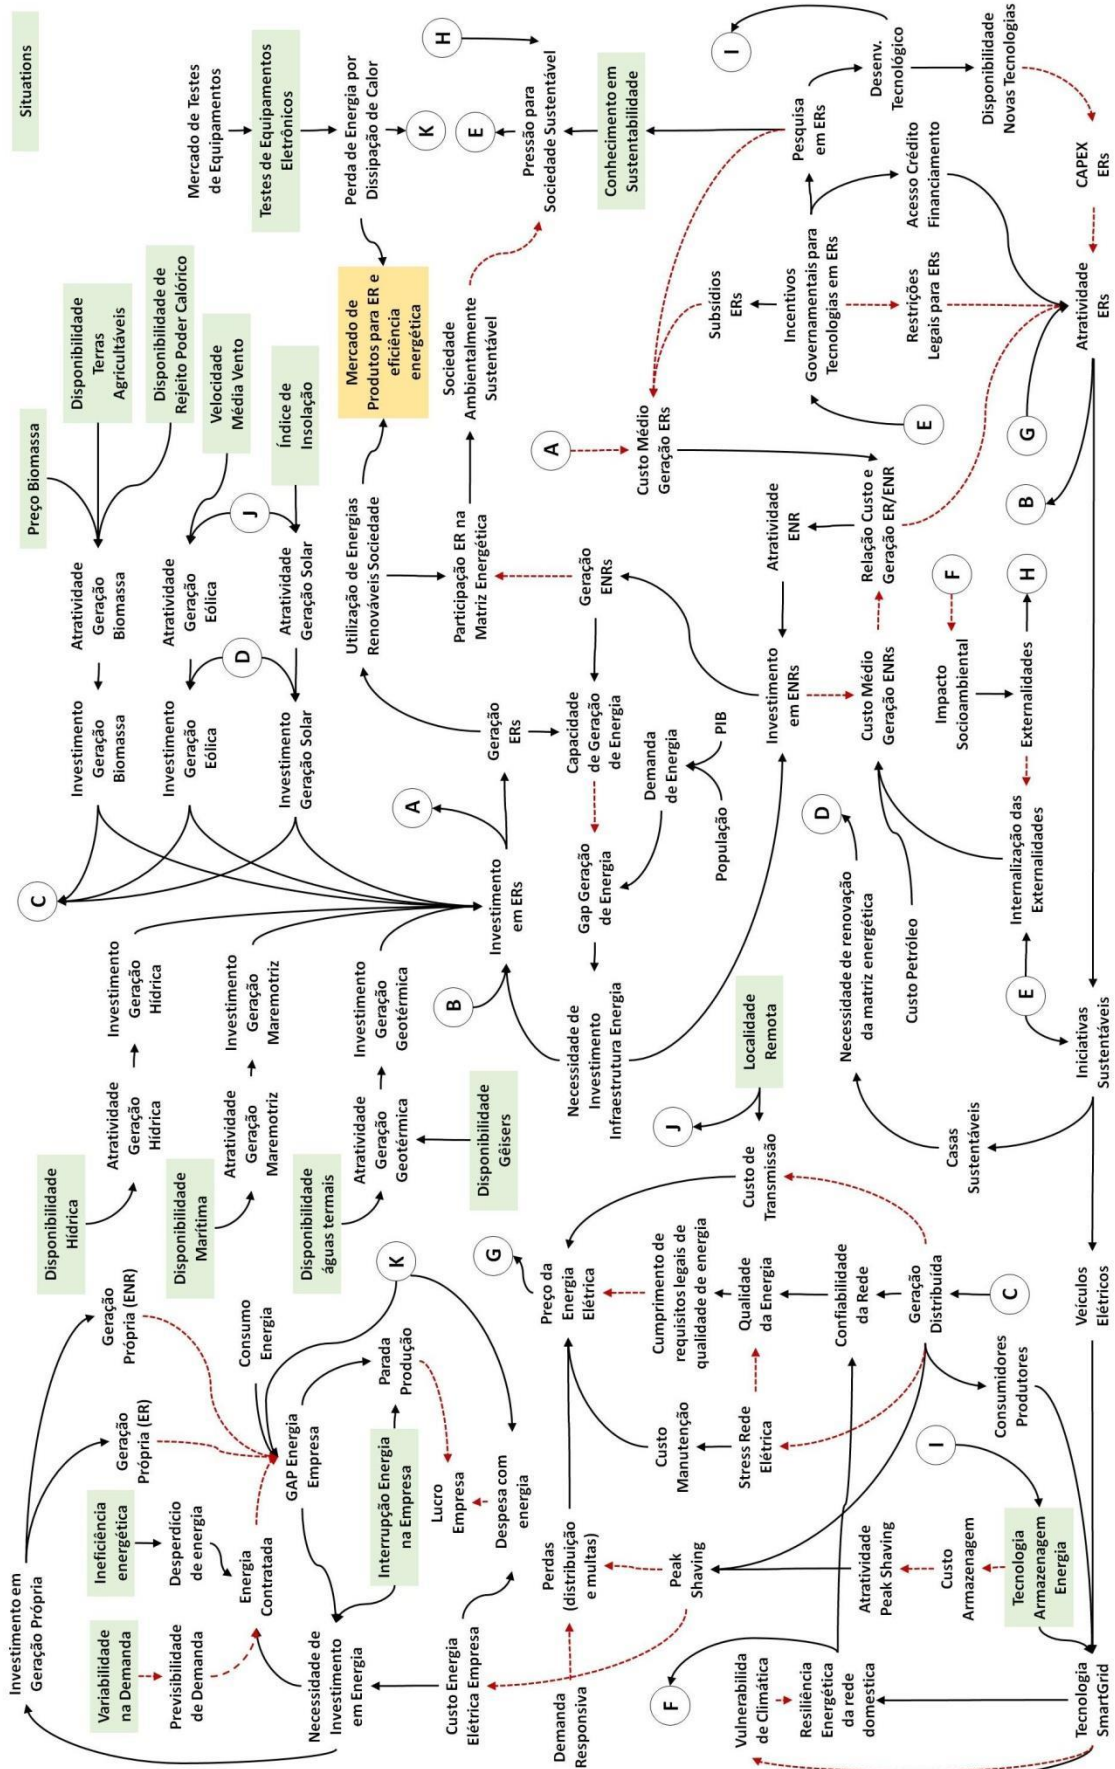 Situations
Investimento em
Geração Própria
Geração
Própria (ENR)
Geração
Própria (ER)
Ineficiência
energética
Desperdício
de energia
Energia
Contratada
Variabilidade
na Demanda
Previsibilidade
de Demanda
Consumo
Energia
GAP Energia
Empresa
Necessidade de
Investimento
em Energia
Interrupção Energia
na Empresa
Parada
Produção
Lucro
Empresa
Despesa com
energia
Custo Energia
Elétrica Empresa
K
Disponibilidade
Hídrica
Atratividade
Geração
Hídrica
Investimento
Geração
Hídrica
Disponibilidade
Marítima
Atratividade
Geração
Maremotriz
Investimento
Geração
Maremotriz
Disponibilidade
águas termais
Atratividade
Geração
Geotérmica
Investimento
Geração
Geotérmica
Disponibilidade
Gêisers
C
Preço Biomassa
Disponibilidade
Terras
Agricultáveis
Disponibilidade de
Rejeito Poder Calórico
Velocidade
Média Vento
Índice de
Insolação
Investimento
Geração
Biomassa
Atratividade
Geração
Biomassa
Investimento
Geração
Eólica
Atratividade
Geração
Eólica
Investimento
Geração Solar
Atratividade
Geração Solar
D
J
Mercado de Testes
de Equipamentos
Testes de Equipamentos
Eletrônicos
Perda de Energia por
Dissipação de Calor
K
Mercado de
Produtos para ER e
eficiência
energética
H
E
Pressão para
Sociedade Sustentável
Conhecimento em
Sustentabilidade
Sociedade
Ambientalmente
Sustentável
Utilização de Energias
Renováveis Sociedade
Participação ER na
Matriz Energética
A
B
Investimento
em ERs
Geração
ERs
Capacidade
de Geração
de Energia
Geração
ENRs
Gap Geração
de Energia
Demanda
de Energia
População
PIB
Necessidade de
Investimento
Infraestrutura Energia
Investimento
em ENRs
Atratividade
ENR
A
Custo Médio
Geração ERs
Relação Custo e
Geração ER/ENR
Custo Médio
Geração ENRs
Subsídios
ERs
Incentivos
Governamentais para
Tecnologias em ERs
E
Restrições
Legais para ERs
Acesso Crédito
Financiamento
Pesquisa
em ERs
Desenv.
Tecnológico
I
Disponibilidade
Novas Tecnologias
CAPEX
ERs
Atratividade
ERs
G
B
F
Impacto
Socioambiental
Externalidades
H
Internalização das
Externalidades
E
Custo Petróleo
Necessidade de renovação
da matriz energética
D
Casas
Sustentáveis
Iniciativas
Sustentáveis
Veículos
Elétricos
Localidade
Remota
J
Custo de
Transmissão
G
Preço da
Energia
Elétrica
Cumprimento de
requisitos legais de
qualidade de energia
Qualidade
da Energia
Confiabilidade
da Rede
Geração
Distribuída
C
Custo
Manutenção
Stress Rede
Elétrica
Consumidores
Produtores
Perdas
(distribuição
e multas)
Peak
Shaving
Atratividade
Peak Shaving
Custo
Armazenagem
Tecnologia
Armazenagem
Energia
I
Demanda
Responsiva
F
Vulnerabilida
de Climática
Resiliência
Energética
da rede
domestica
Tecnologia
SmartGrid